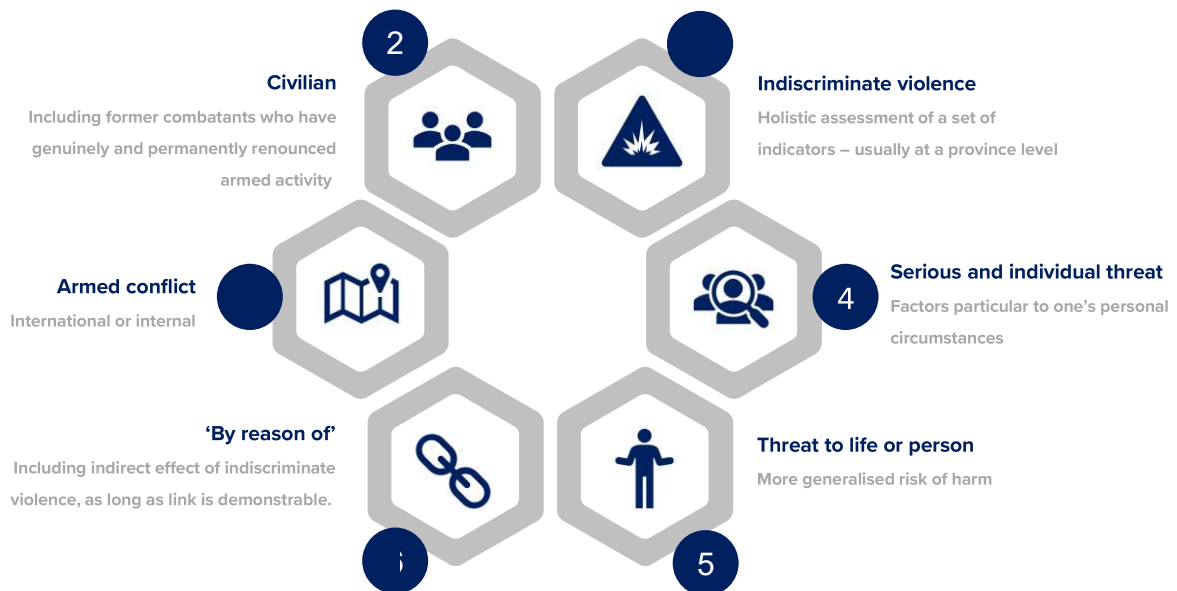 2
Civilian
Including former combatants who have
genuinely and permanently renounced
armed activity
Indiscriminate violence
Holistic assessment of a set of
indicators – usually at a province level
Armed conflict
International or internal
4
Serious and individual threat
Factors particular to one’s personal
circumstances
‘By reason of’
Including indirect effect of indiscriminate
violence, as long as link is demonstrable.
Threat to life or person
More generalised risk of harm
5